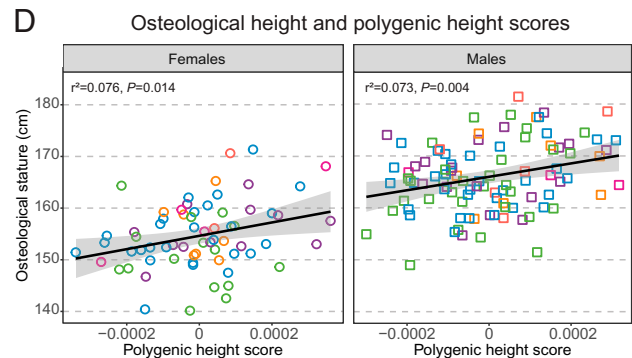 D
Osteological height and polygenic height scores
Females
Males
r²=0.076, P=0.014
r²=0.073, P=0.004
Osteological stature (cm)
180
170
160
150
140
−0.0002
0
0.0002
−0.0002
0
0.0002
Polygenic height score
Polygenic height score